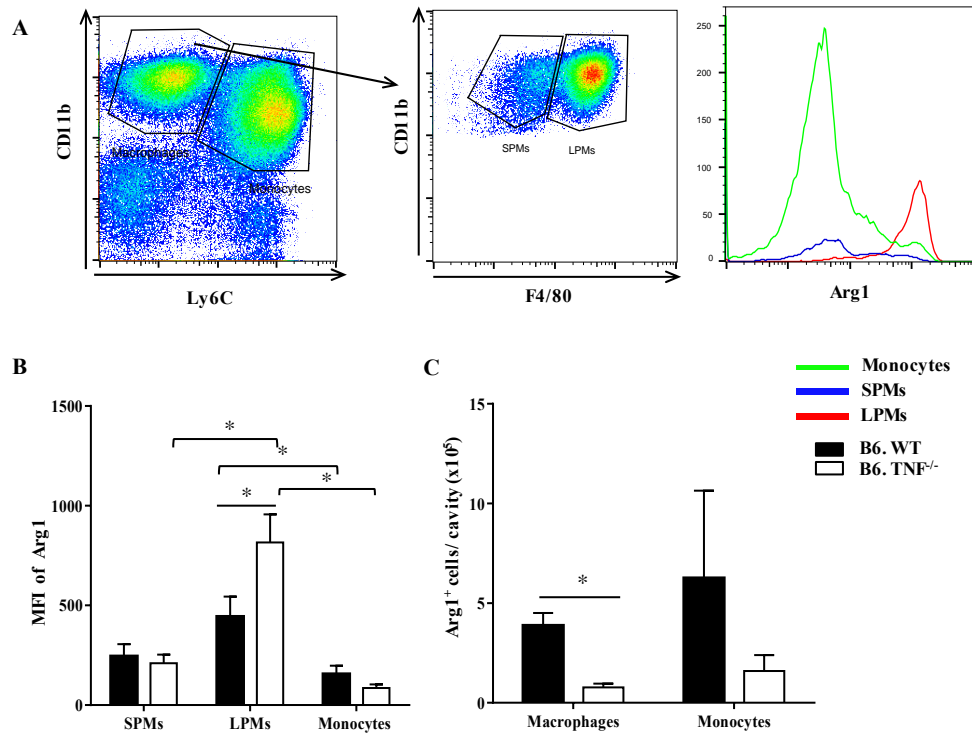 A
CD11b
Macrophages
Monocytes
Ly6C
CD11b
SPMs
LPMs
F4/80
250
200
150
100
50
0
Arg1
B
1500
1000
500
0
MFI of Arg1
*
*
*
*
SPMs
LPMs
Monocytes
C
Monocytes
SPMs
LPMs
B6. WT
B6. TNF-/-
15
10
5
0
Arg1+ cells/ cavity (x10⁵)
*
Macrophages
Monocytes